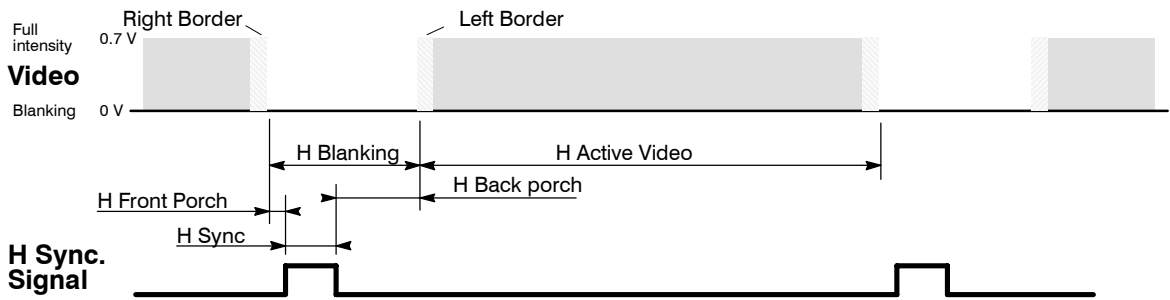 Right Border
Left Border
Full
intensity
0.7 V
Video
Blanking
0 V
H Blanking
H Active Video
H Back porch
H Front Porch
H Sync
H Sync.
Signal